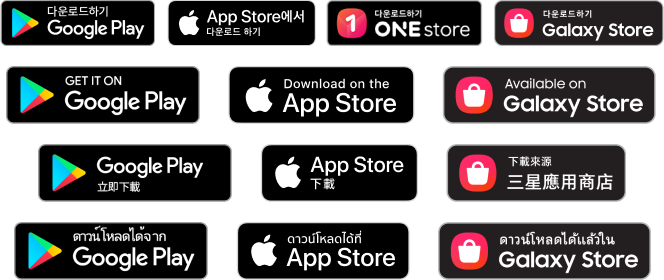 다운로드하기
Google Play
App Store에서
다운로드 하기
다운로드하기
1 ONE store
다운로드하기
Galaxy Store
GET IT ON
Google Play
Download on the
App Store
Available on
Galaxy Store
Google Play
立即下載
App Store
下載
下載來源
三星應用商店
ดาวน์โหลดได้จาก
Google Play
ดาวน์โหลดได้ที่
App Store
ดาวน์โหลดได้แล้วใน
Galaxy Store